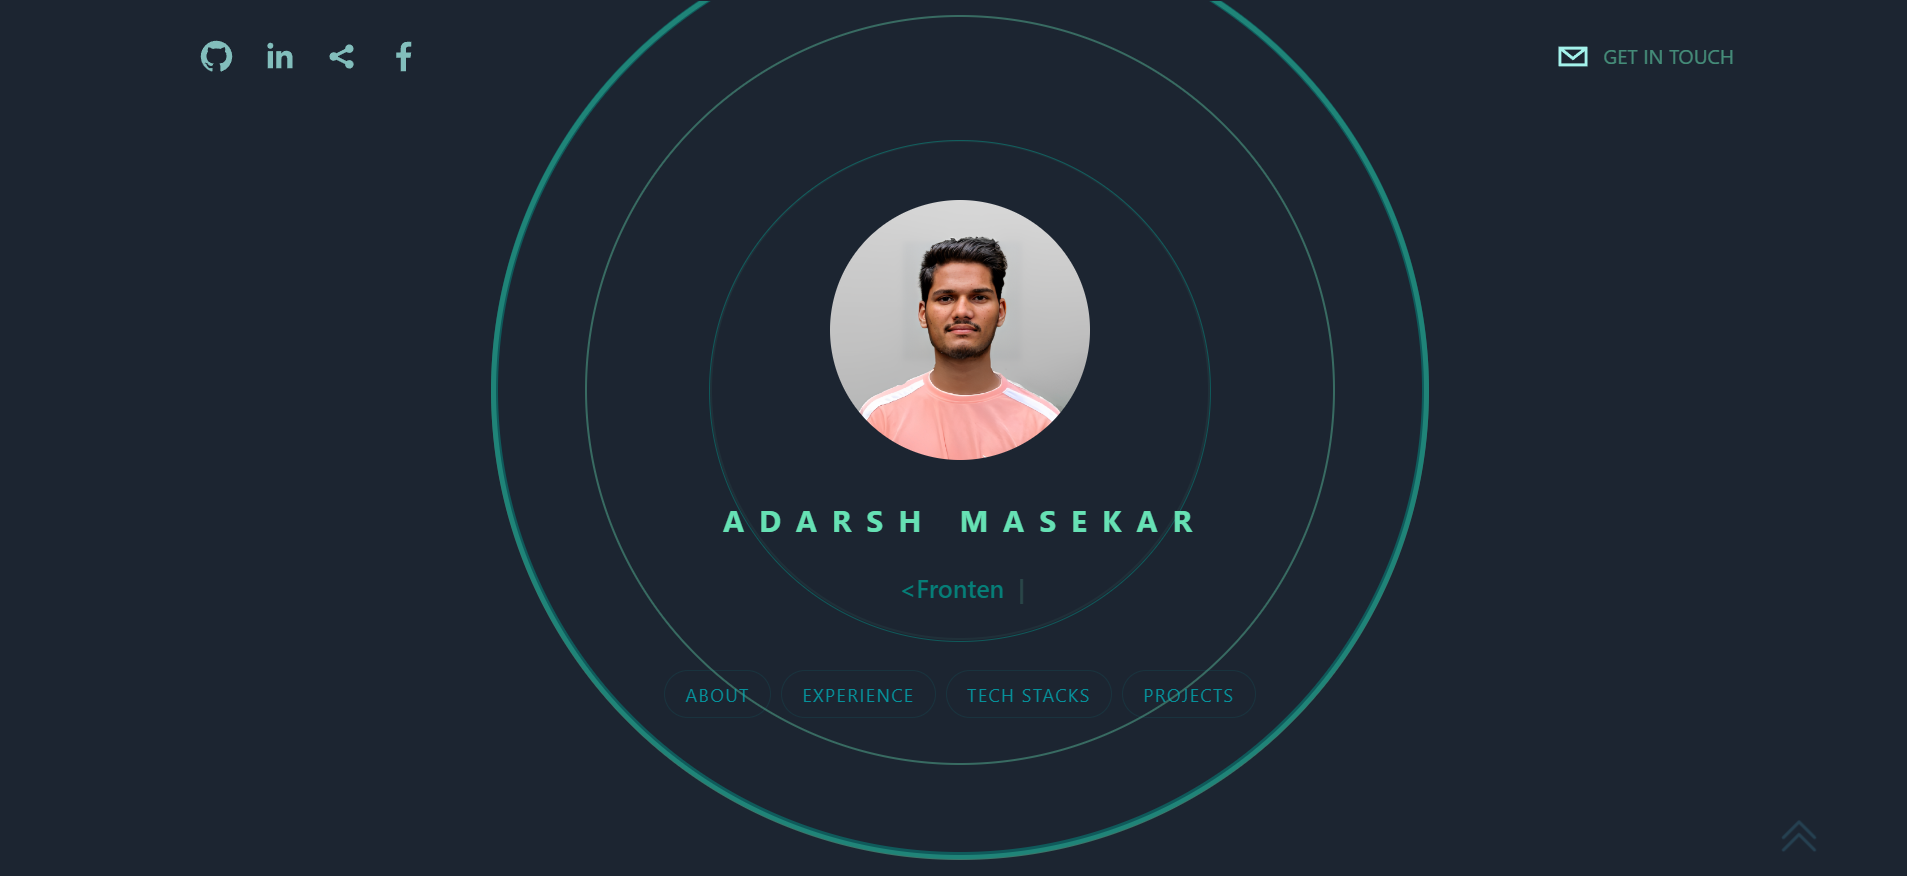 GET IN TOUCH
ADARSH MASEKAR
<Fronten |
ABOUT EXPERIENCE TECH STACKS PROJECTS